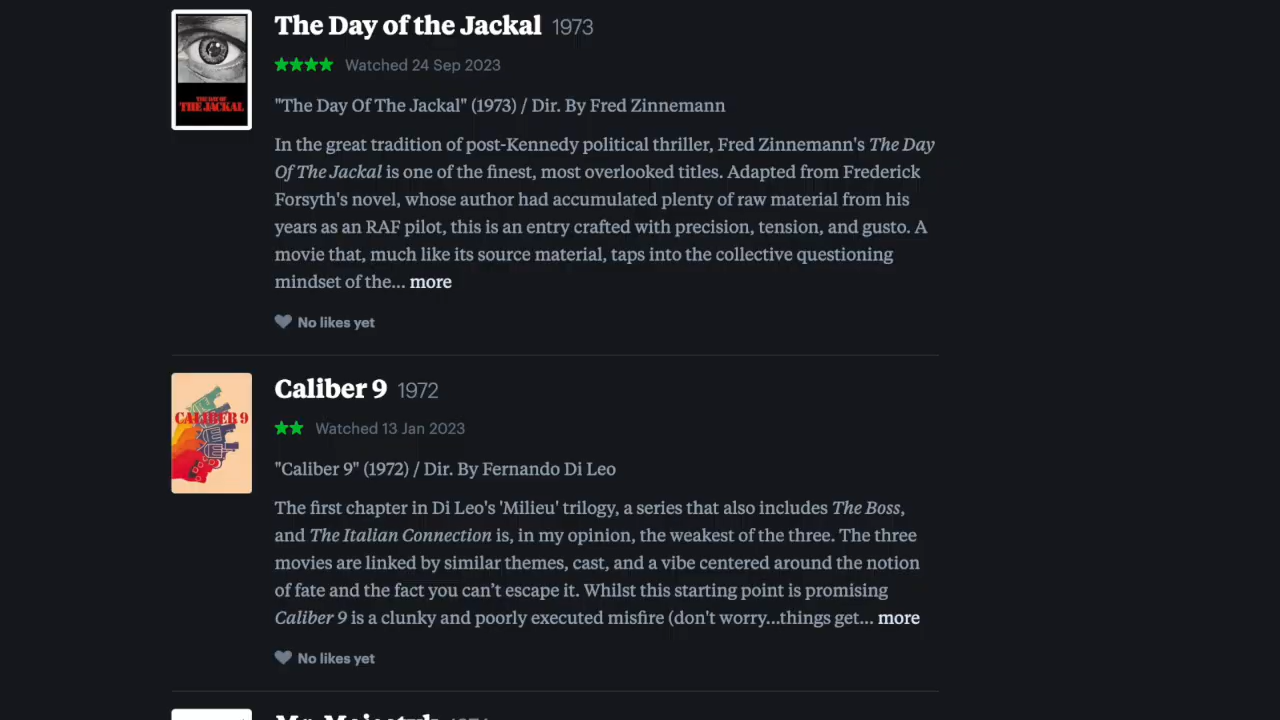 The Day of the Jackal 1973
THE DAY OF
THE JACKAL
★★★★ Watched 24 Sep 2023
"The Day Of The Jackal" (1973) / Dir. By Fred Zinnemann
In the great tradition of post-Kennedy political thriller, Fred Zinnemann's The Day
Of The Jackal is one of the finest, most overlooked titles. Adapted from Frederick
Forsyth's novel, whose author had accumulated plenty of raw material from his
years as an RAF pilot, this is an entry crafted with precision, tension, and gusto. A
movie that, much like its source material, taps into the collective questioning
mindset of the... more
No likes yet
Caliber 9 1972
CALIBER 9
★★ Watched 13 Jan 2023
"Caliber 9" (1972) / Dir. By Fernando Di Leo
The first chapter in Di Leo's 'Milieu' trilogy, a series that also includes The Boss,
and The Italian Connection is, in my opinion, the weakest of the three. The three
movies are linked by similar themes, cast, and a vibe centered around the notion
of fate and the fact you can’t escape it. Whilst this starting point is promising
Caliber 9 is a clunky and poorly executed misfire (don't worry...things get... more
No likes yet